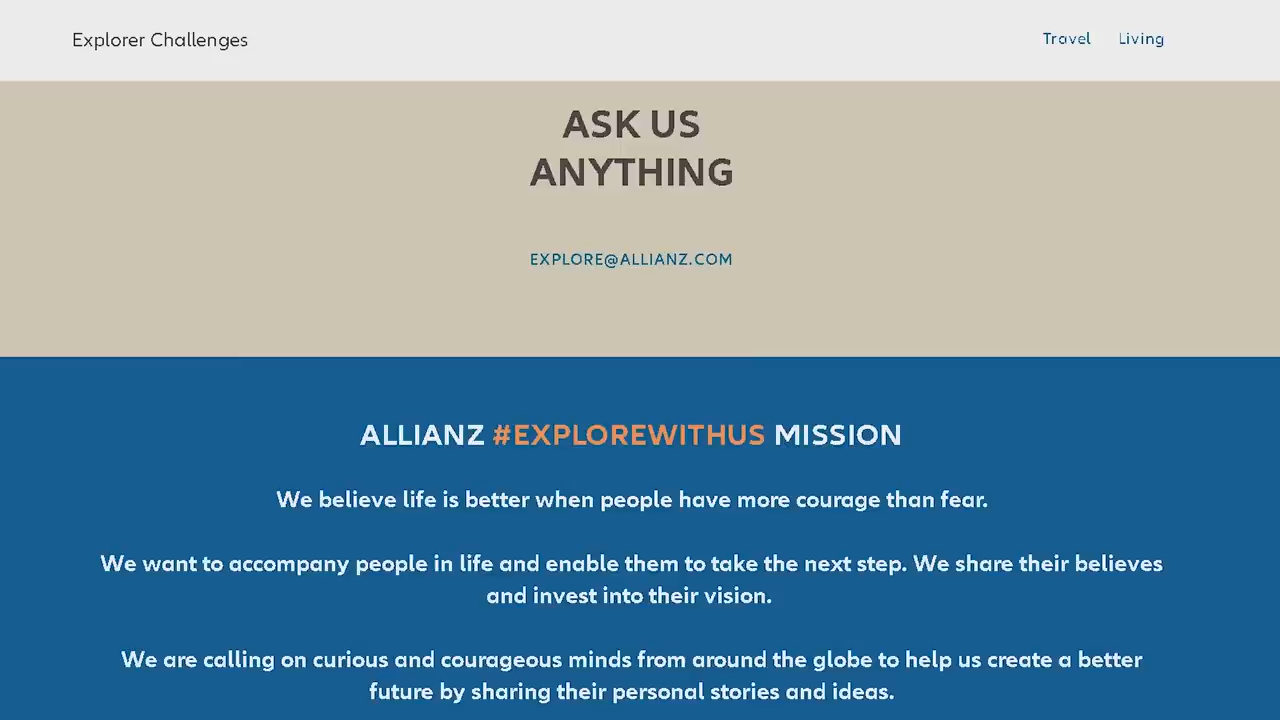 Explorer Challenges
Travel Living
ASK US
ANYTHING
EXPLORE@ALLIANZ.COM
ALLIANZ #EXPLOREWITHUS MISSION
We believe life is better when people have more courage than fear.
We want to accompany people in life and enable them to take the next step. We share their believes
and invest into their vision.
We are calling on curious and courageous minds from around the globe to help us create a better
future by sharing their personal stories and ideas.